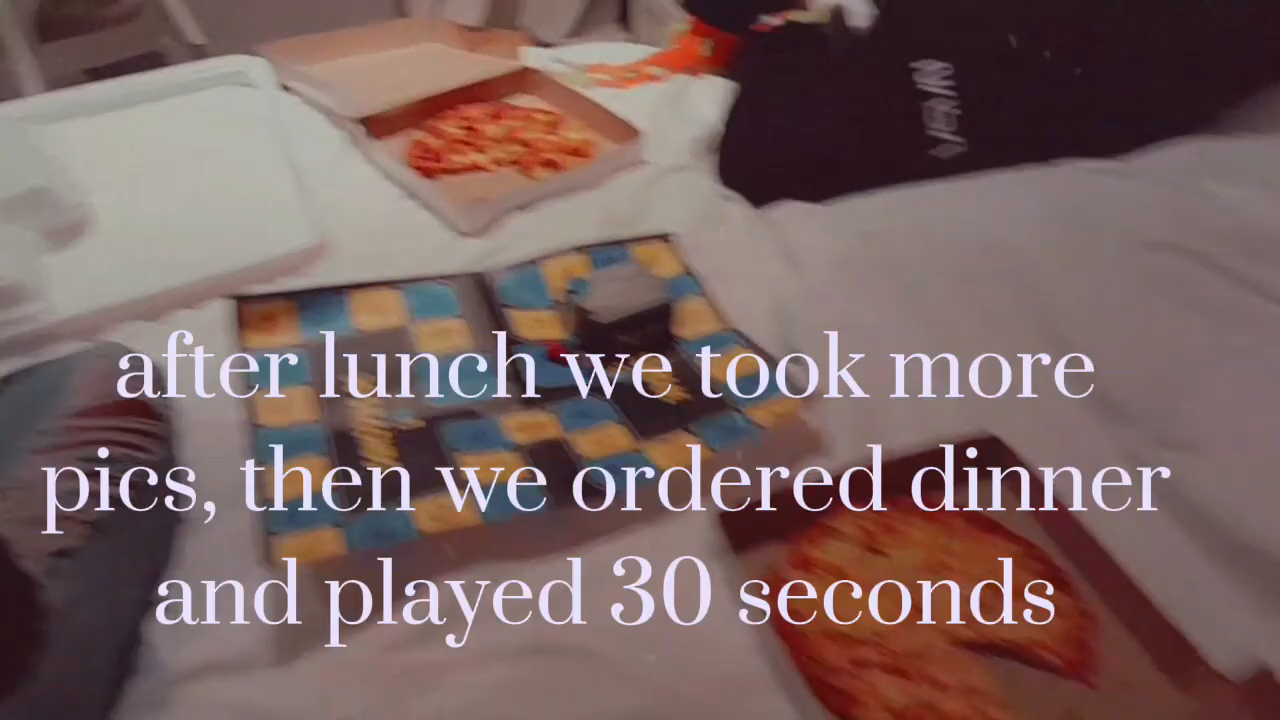 after lunch we took more
pics, then we ordered dinner
and played 30 seconds